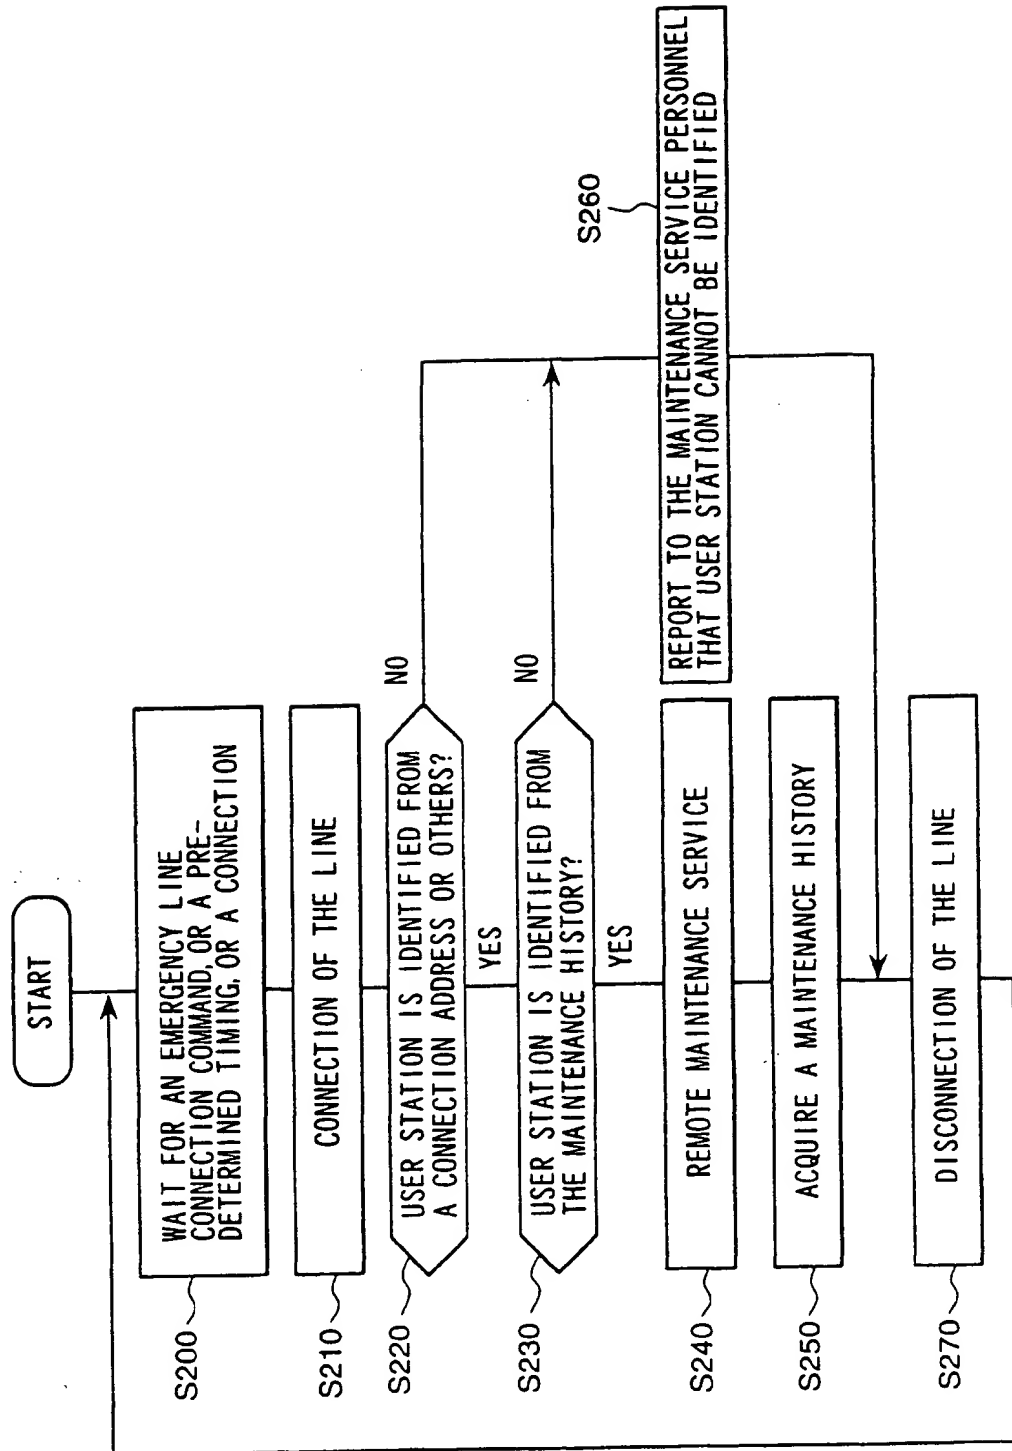 START
S200
WAIT FOR AN EMERGENCY LINE
CONNECTION COMMAND, OR A PRE-
DETERMINED TIMING, OR A CONNECTION
S210
CONNECTION OF THE LINE
S220
USER STATION IS IDENTIFIED FROM
A CONNECTION ADDRESS OR OTHERS?
NO
YES
S230
USER STATION IS IDENTIFIED FROM
THE MAINTENANCE HISTORY?
NO
YES
S240
REMOTE MAINTENANCE SERVICE
S260
REPORT TO THE MAINTENANCE SERVICE PERSONNEL
THAT USER STATION CANNOT BE IDENTIFIED
S250
ACQUIRE A MAINTENANCE HISTORY
S270
DISCONNECTION OF THE LINE